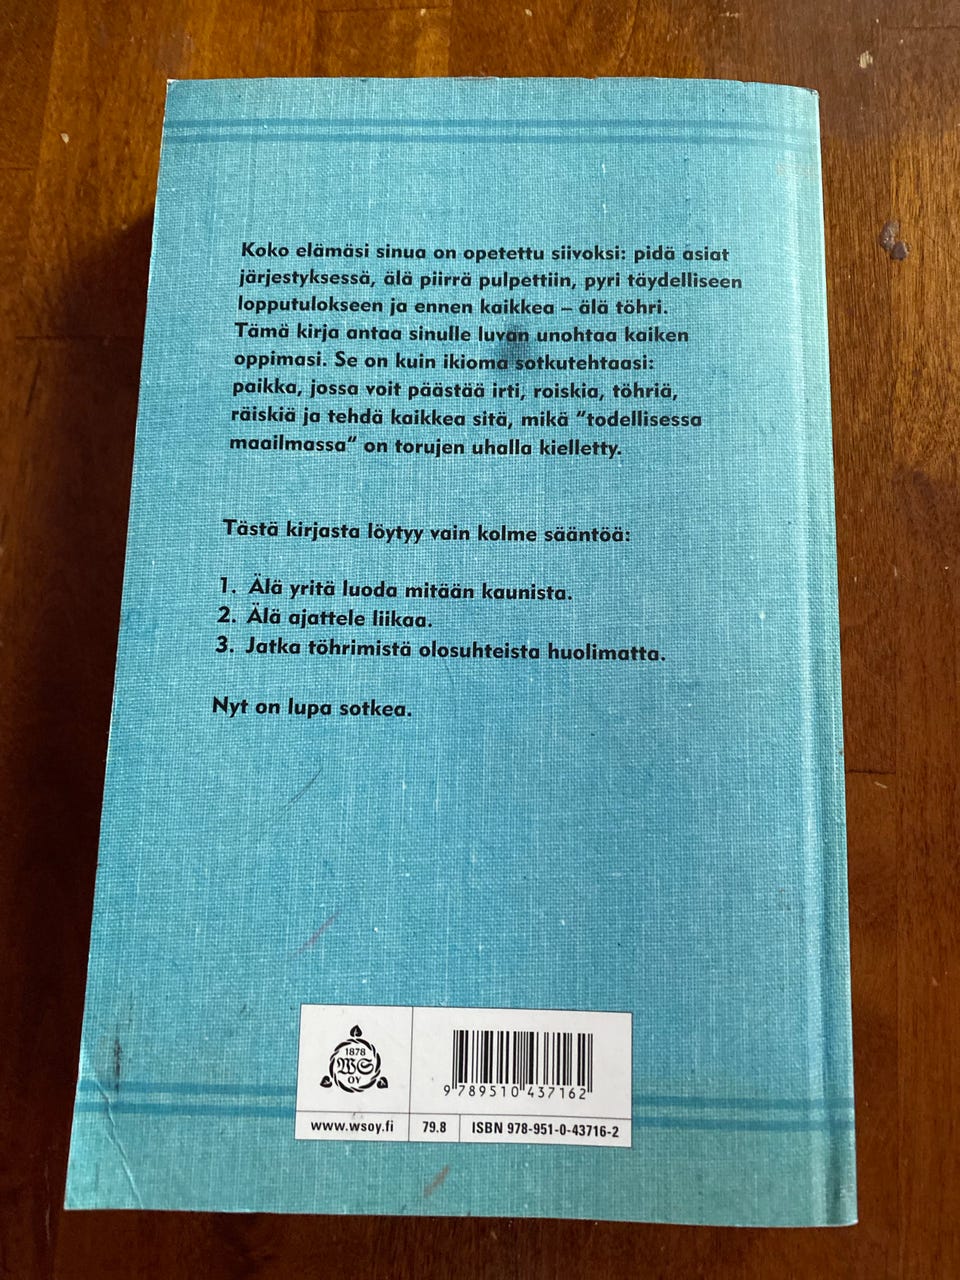 Koko elämäsi sinua on opetettu siivoksi: pidä asiat
järjestyksessä, älä piirrä pulpettiin, pyri täydelliseen
lopputulokseen ja ennen kaikkea – älä töhri.
Tämä kirja antaa sinulle luvan unohtaa kaiken
oppimasi. Se on kuin ikioma sotkutehtaasi:
paikka, jossa voit päästää irti, roiskia, töhriä,
räiskiä ja tehdä kaikkea sitä, mikä ”todellisessa
maailmassa” on torujen uhalla kielletty.
Tästä kirjasta löytyy vain kolme sääntöä:
1. Älä yritä luoda mitään kaunista.
2. Älä ajattele liikaa.
3. Jatka töhrimistä olosuhteista huolimatta.
Nyt on lupa sotkea.
1878
WS
OY
9 789510 437162
www.wsoy.fi 79.8 ISBN 978-951-0-43716-2